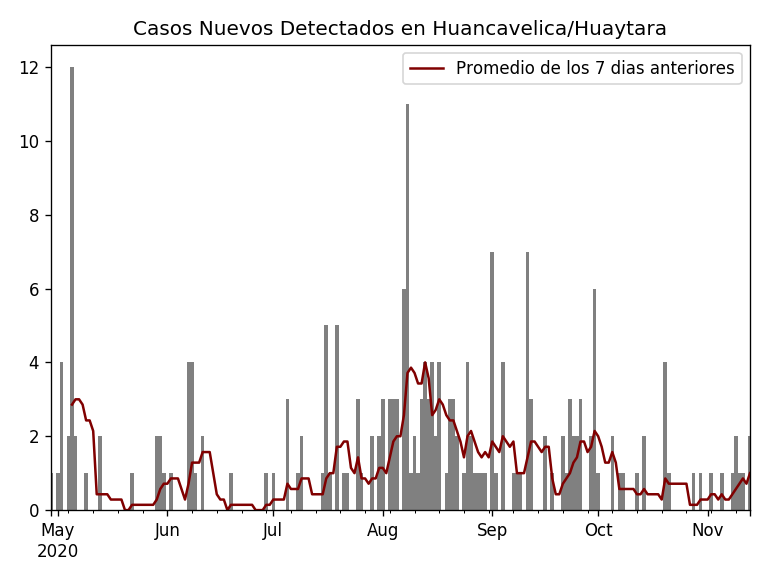 Casos Nuevos Detectados en Huancavelica/Huaytara
Promedio de los 7 dias anteriores
12
10
8
6
4
2
0
May Jun Jul Aug Sep Oct Nov
2020